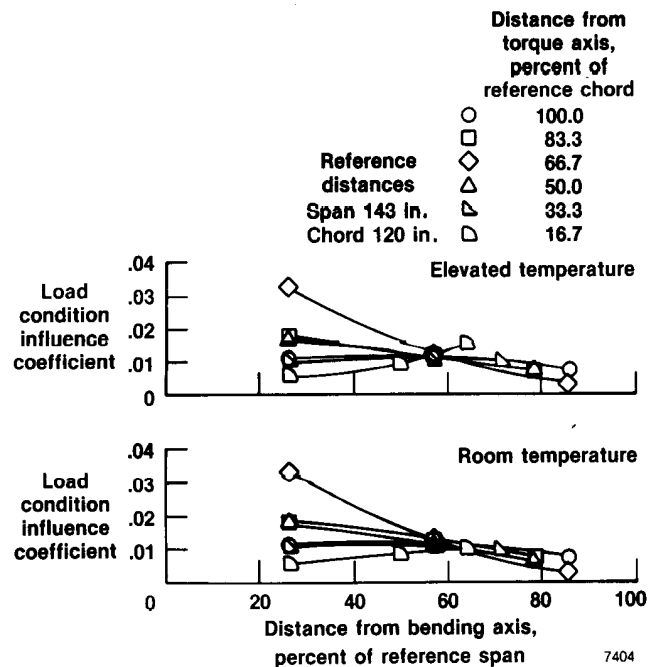 Distance from
torque axis,
percent of
reference chord
100.0
83.3
Reference 66.7
distances 50.0
Span 143 in. 33.3
Chord 120 in. 16.7
Elevated temperature
Load
condition
influence
coefficient
.04
.03
.02
.01
0
Room temperature
Load
condition
influence
coefficient
.04
.03
.02
.01
0 20 40 60 80 100
Distance from bending axis,
percent of reference span
7404